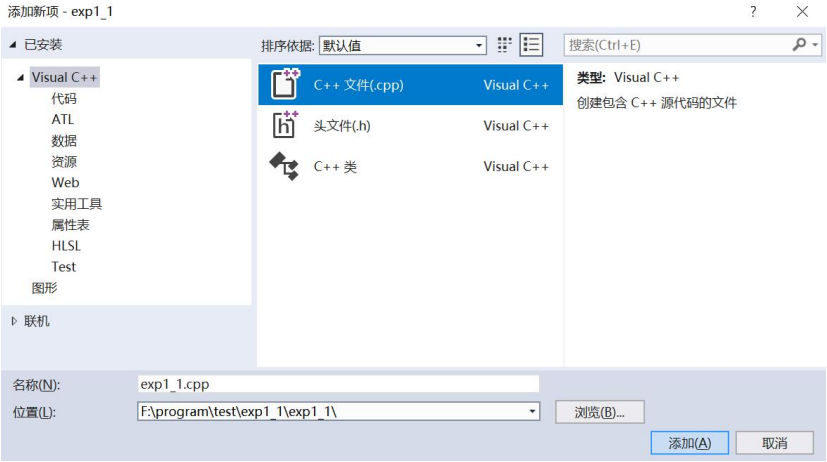 添加新项 - exp1_1
? ×
已安装
Visual C++
代码
ATL
数据
资源
Web
实用工具
属性表
HLSL
Test
图形
联机
排序依据: 默认值
C++ 文件(.cpp) Visual C++
头文件(.h) Visual C++
C++ 类 Visual C++
搜索(Ctrl+E)
类型: Visual C++
创建包含 C++ 源代码的文件
名称(N): exp1_1.cpp
位置(L): F:\program\test\exp1_1\exp1_1\
浏览(B)...
添加(A) 取消